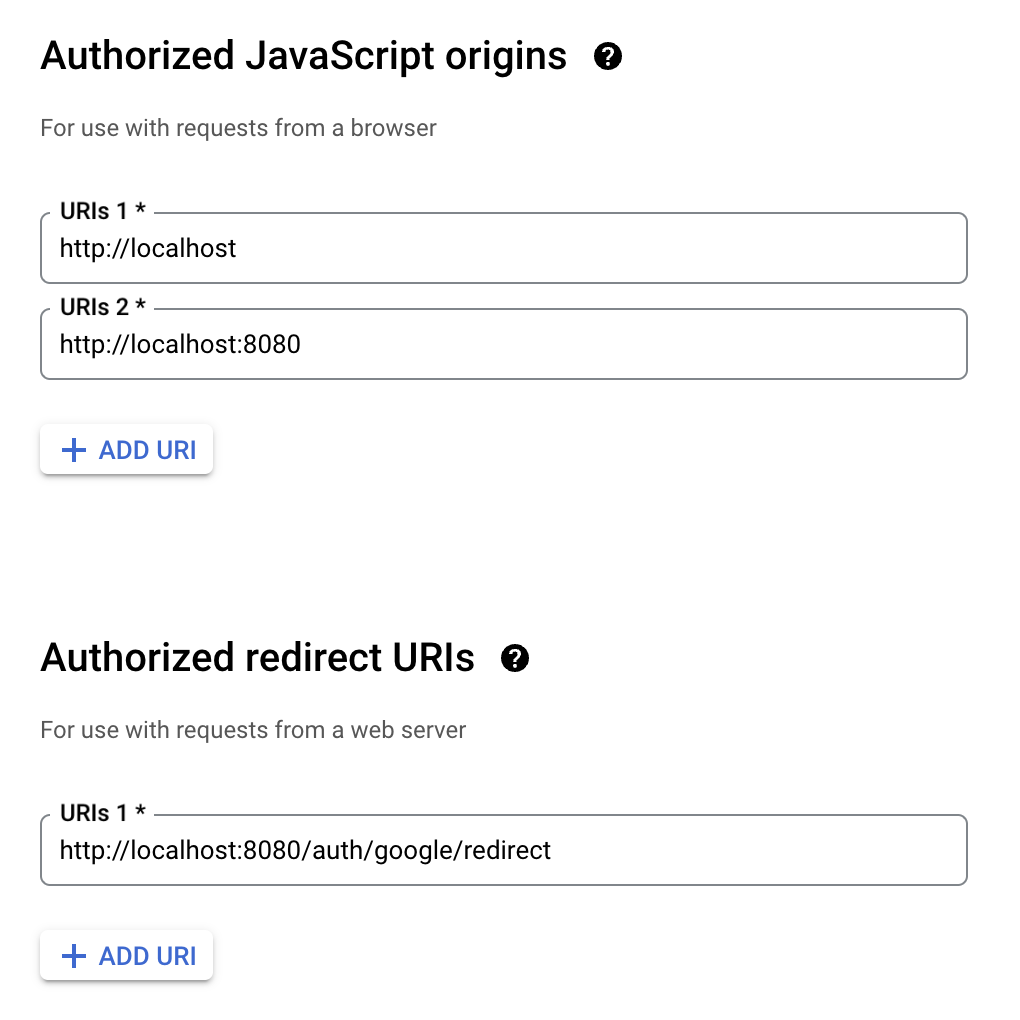 Authorized JavaScript origins
For use with requests from a browser
URIs 1 *
http://localhost
URIs 2 *
http://localhost:8080
ADD URI
Authorized redirect URIs
For use with requests from a web server
URIs 1 *
http://localhost:8080/auth/google/redirect
ADD URI